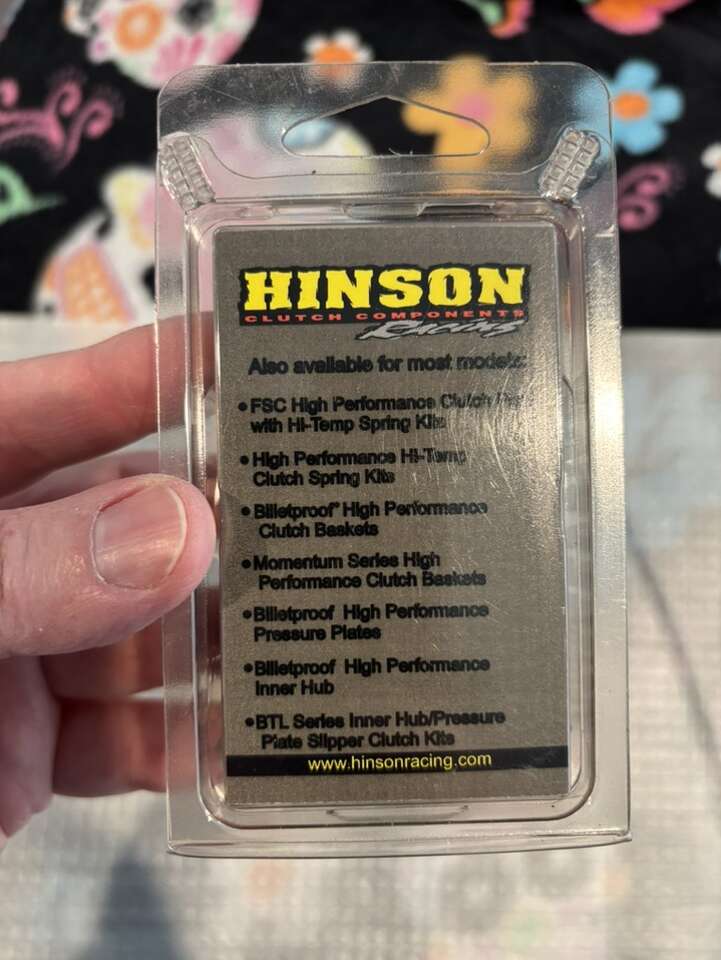 HINSON
CLUTCH COMPONENTS
Racing
Also available for most models:
• FSC High Performance Clutch
with Hi-Temp Spring Kits
• High Performance Hi-Temp
Clutch Spring Kits
• Billetproof® High Performance
Clutch Baskets
• Momentum Series High
Performance Clutch Baskets
• Billetproof High Performance
Pressure Plates
• Billetproof High Performance
Inner Hub
• BTL Series Inner Hub/Pressure
Plate Slipper Clutch Kits
www.hinsonracing.com